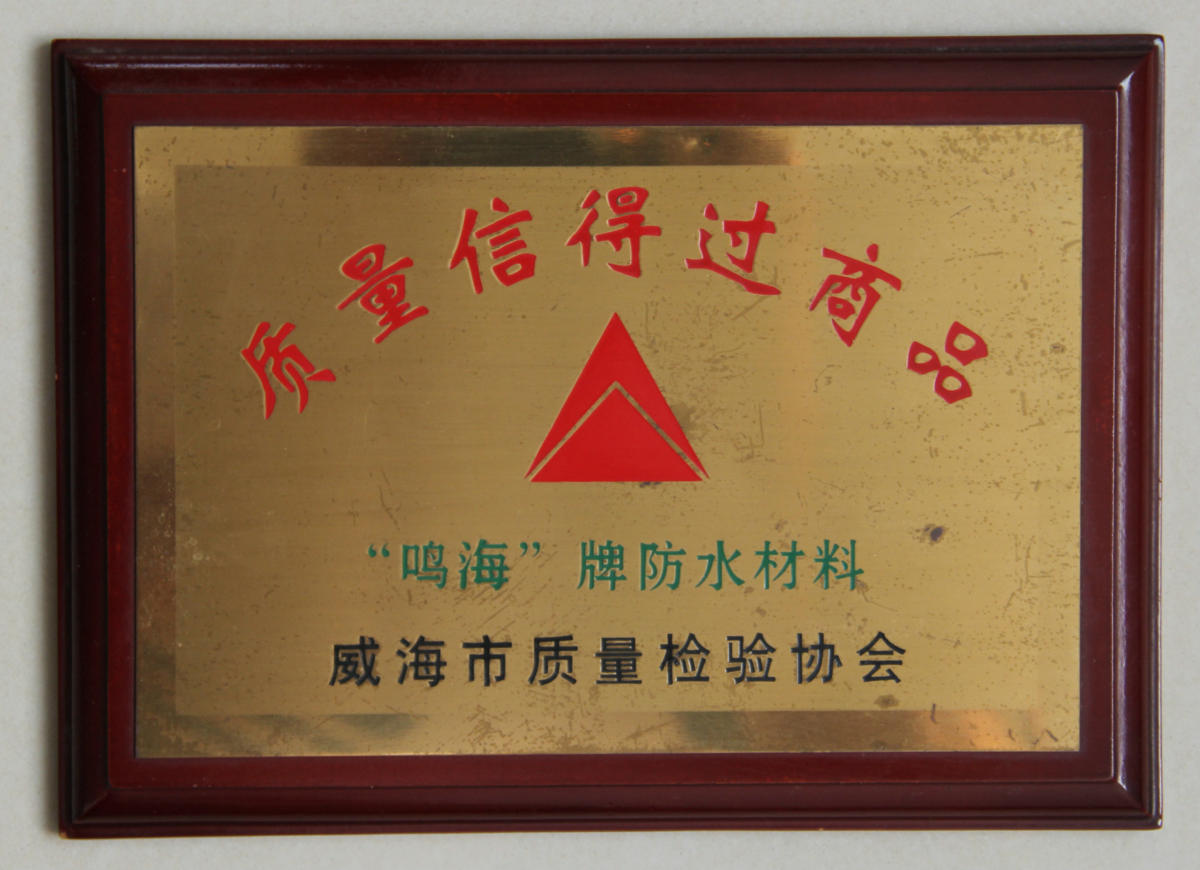 质量信得过商品
“鸣海”牌防水材料
威海市质量检验协会